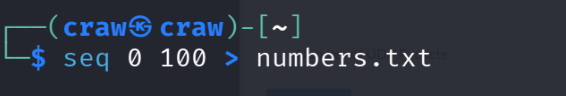 ┌──(craw㉿craw)-[~]
└─$ seq 0 100 > numbers.txt